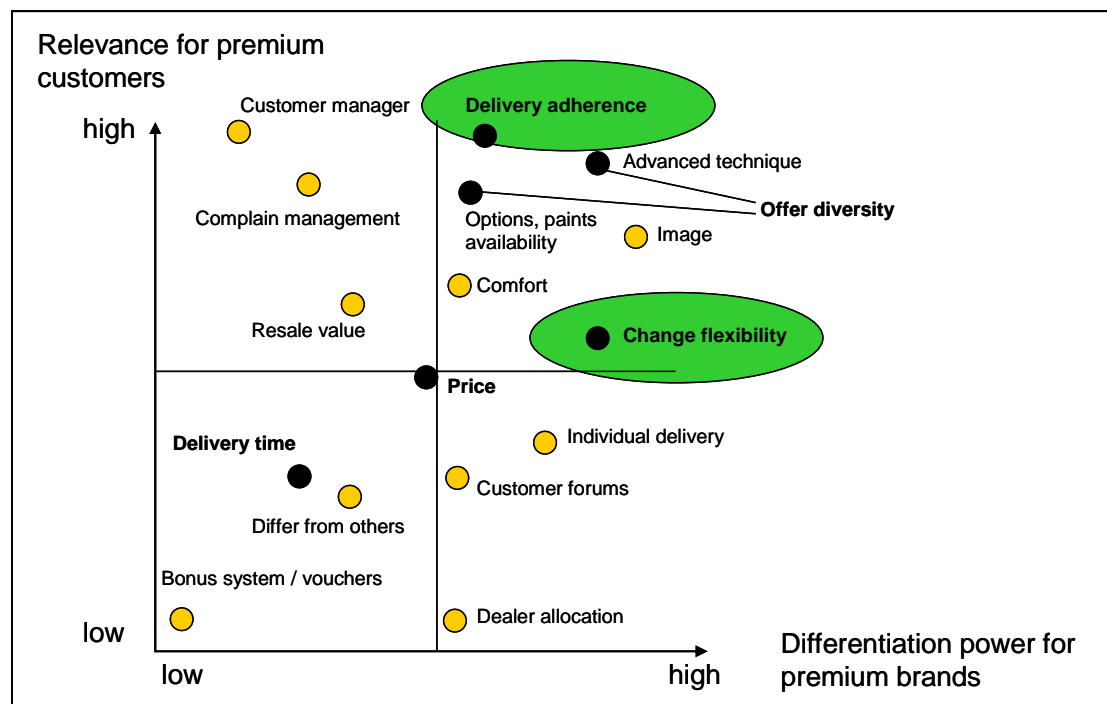 Relevance for premium
customers
Customer manager
Delivery adherence
high
Advanced technique
Complain management
Options, paints
availability
Offer diversity
Image
Comfort
Resale value
Change flexibility
Price
Delivery time
Individual delivery
Customer forums
Differ from others
Bonus system / vouchers
Dealer allocation
low
low
high
Differentiation power for
premium brands